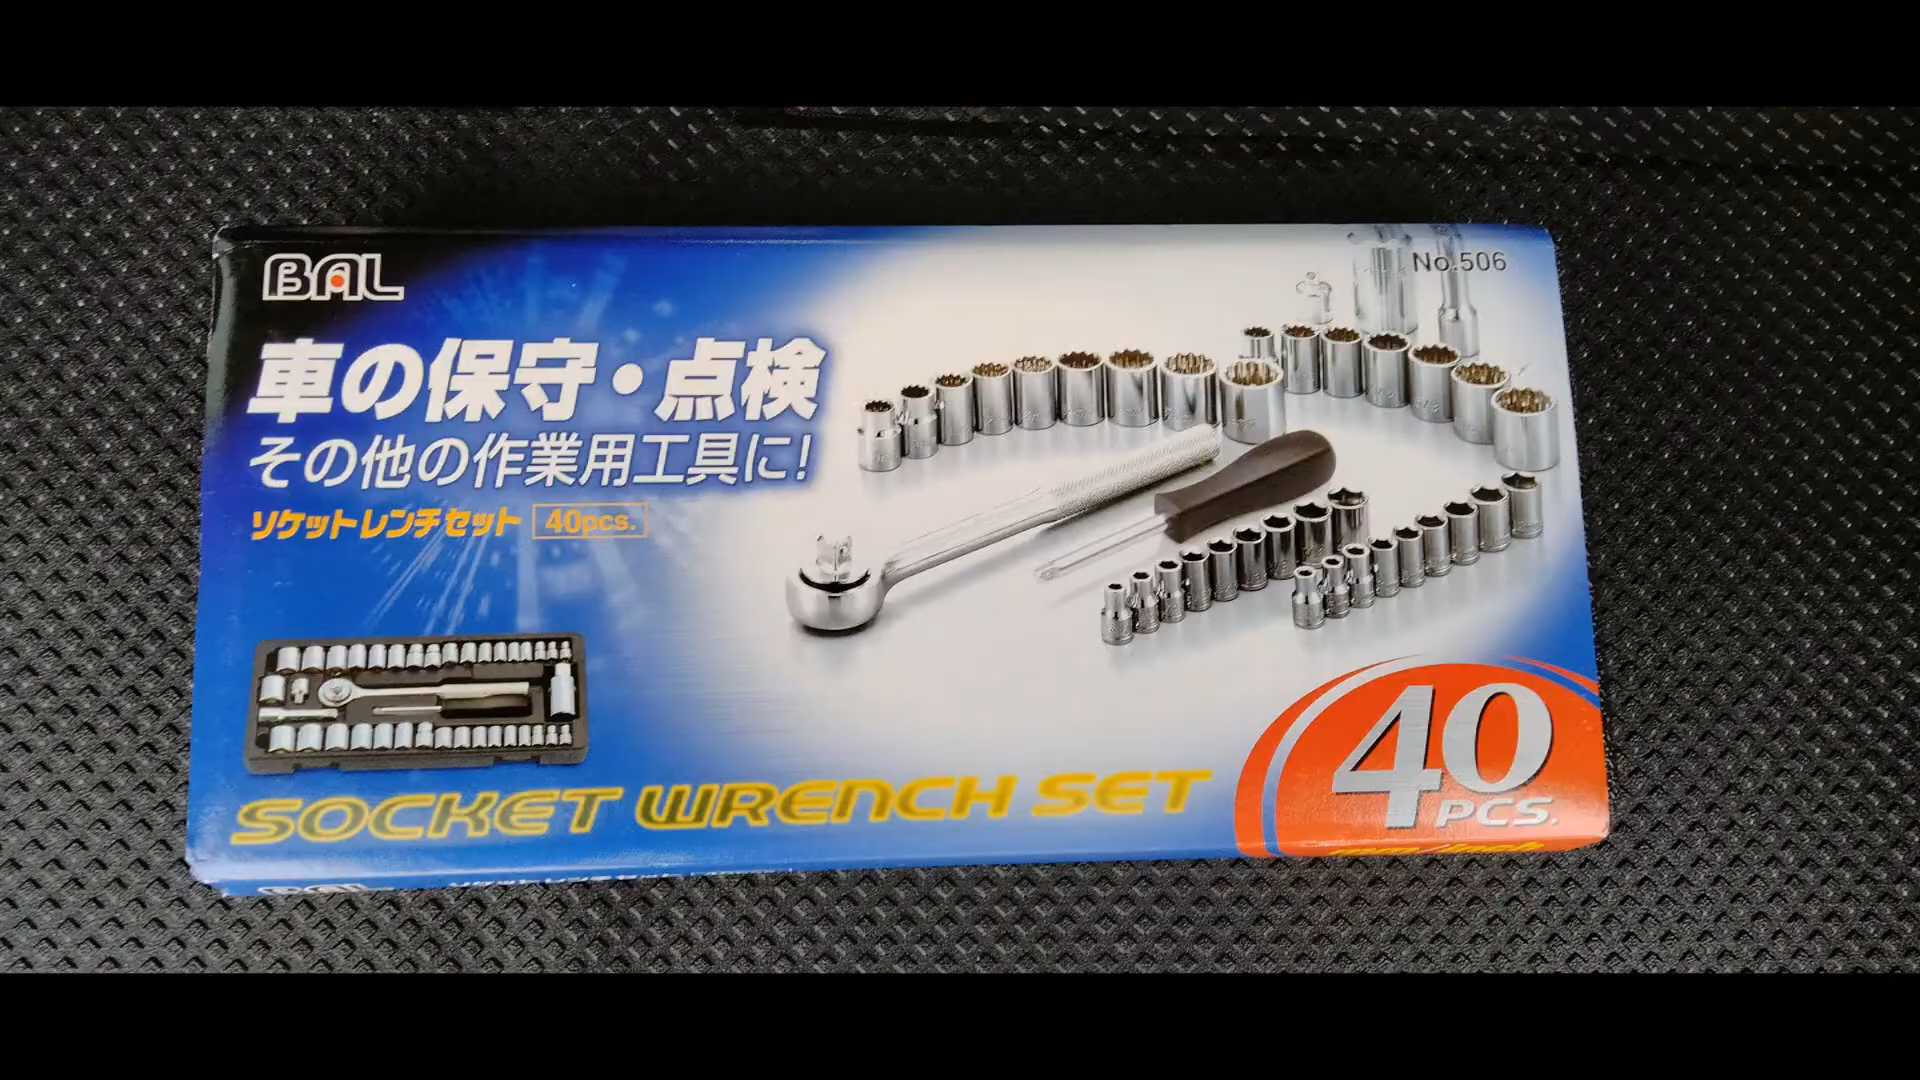 BAL
No.506
車の保守・点検
その他の作業用工具に!
ソケットレンチセット 40pcs.
SOCKET WRENCH SET
40
PCS.
BAL